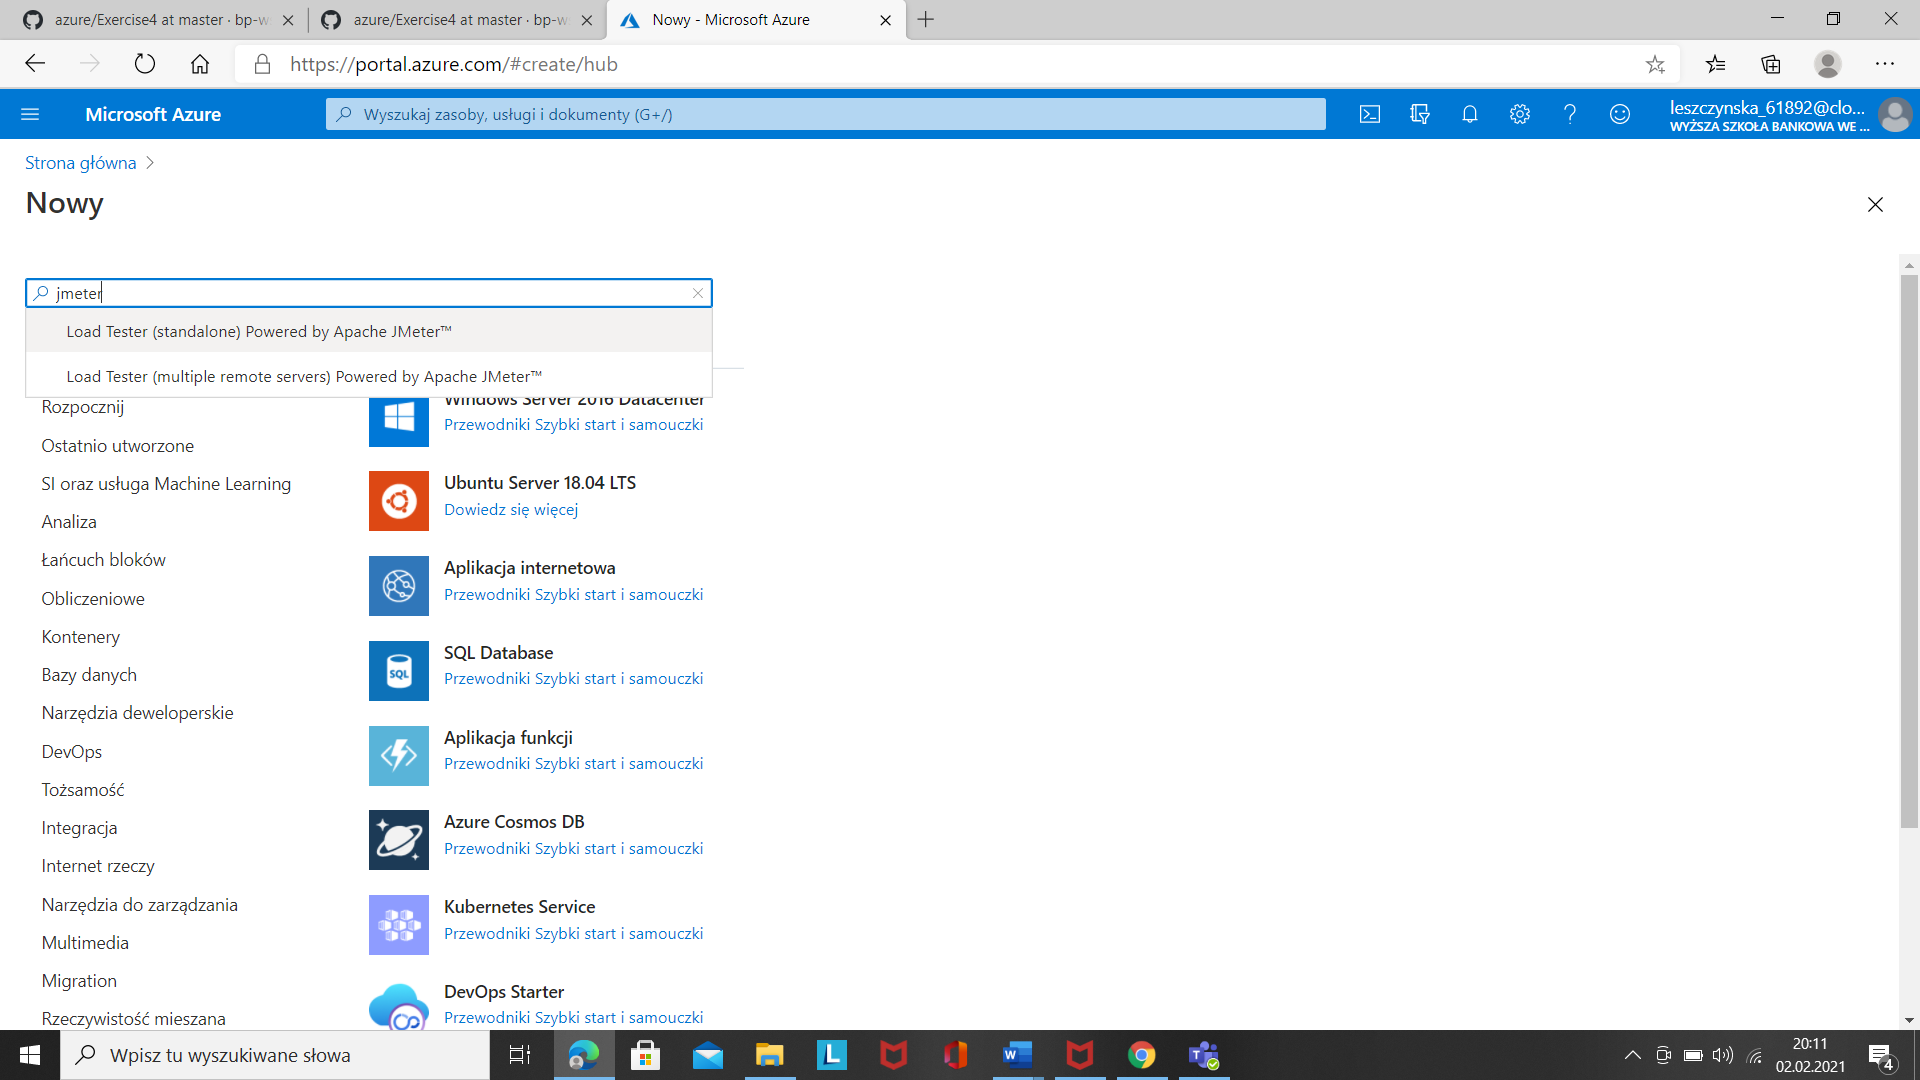 azure/Exercise4 at master · bp-w
azure/Exercise4 at master · bp-w
Nowy - Microsoft Azure
https://portal.azure.com/#create/hub
Microsoft Azure
Wyszukaj zasoby, usługi i dokumenty (G+/)
leszczynska_61892@clo...
WYŻSZA SZKOŁA BANKOWA WE ...
Strona główna
Nowy
jmeter
Load Tester (standalone) Powered by Apache JMeter™
Load Tester (multiple remote servers) Powered by Apache JMeter™
Rozpocznij
Ostatnio utworzone
SI oraz usługa Machine Learning
Analiza
Łańcuch bloków
Obliczeniowe
Kontenery
Bazy danych
Narzędzia deweloperskie
DevOps
Tożsamość
Integracja
Internet rzeczy
Narzędzia do zarządzania
Multimedia
Migration
Rzeczywistość mieszana
Windows Server 2016 Datacenter
Przewodniki Szybki start i samouczki
Ubuntu Server 18.04 LTS
Dowiedz się więcej
Aplikacja internetowa
Przewodniki Szybki start i samouczki
SQL
SQL Database
Przewodniki Szybki start i samouczki
Aplikacja funkcji
Przewodniki Szybki start i samouczki
Azure Cosmos DB
Przewodniki Szybki start i samouczki
Kubernetes Service
Przewodniki Szybki start i samouczki
DevOps Starter
Przewodniki Szybki start i samouczki
Wpisz tu wyszukiwane słowa
20:11
02.02.2021
4